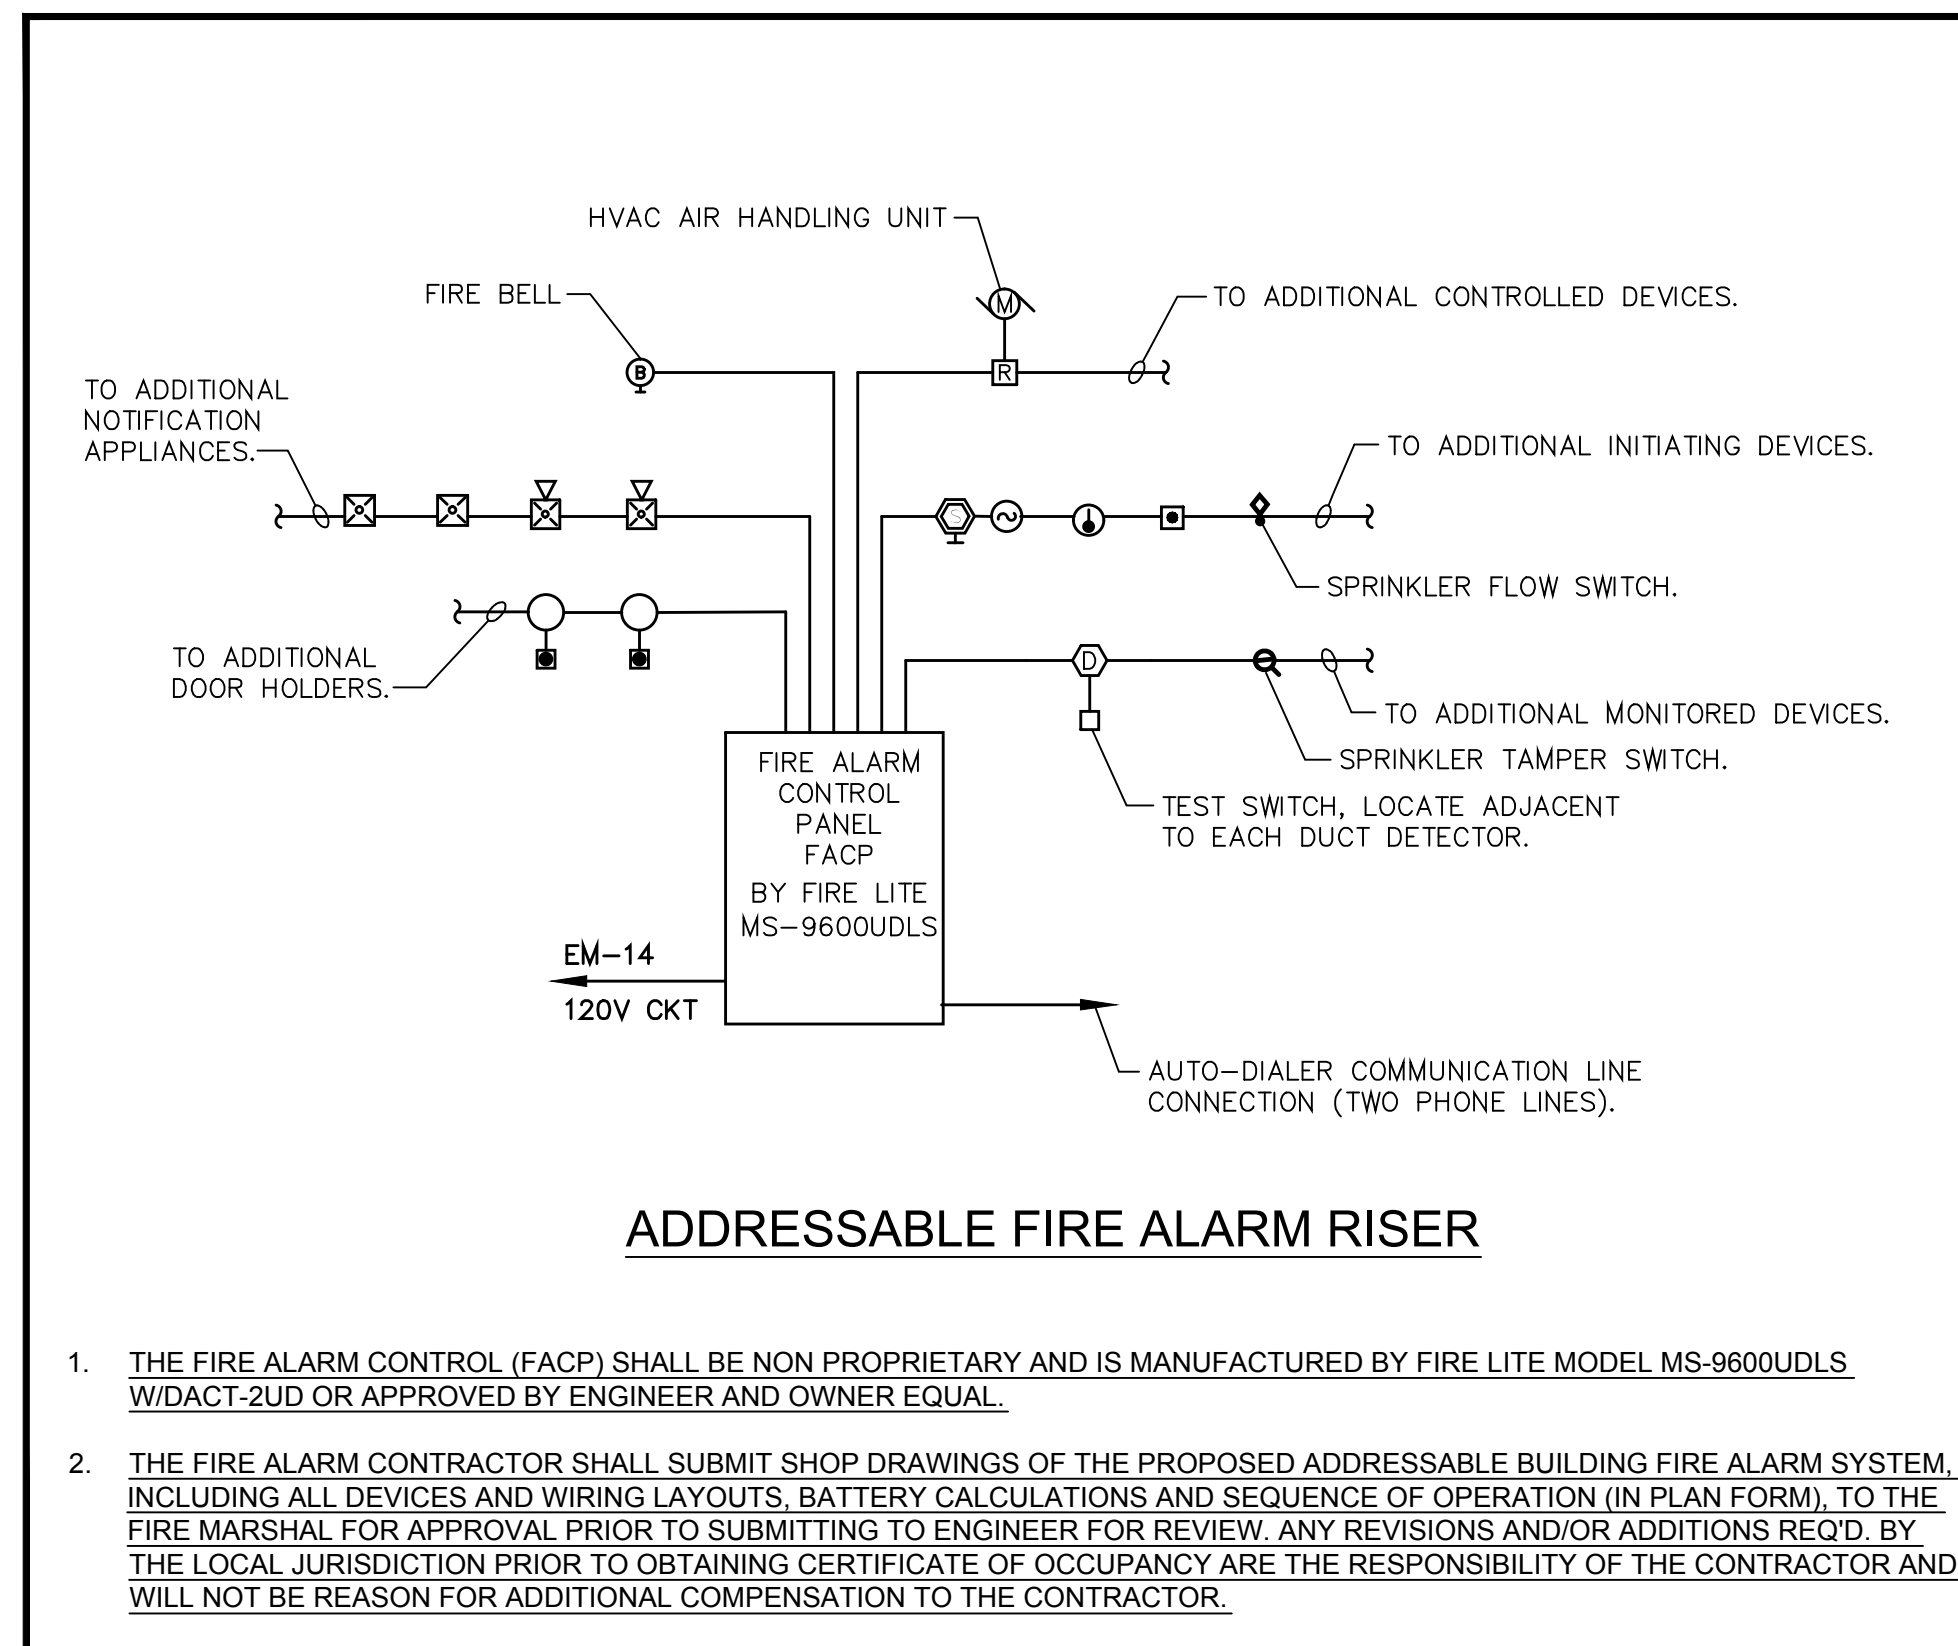 HVAC AIR HANDLING UNIT
FIRE BELL
TO ADDITIONAL CONTROLLED DEVICES.
M
R
B
TO ADDITIONAL
NOTIFICATION
APPLIANCES.
TO ADDITIONAL INITIATING DEVICES.
S
SPRINKLER FLOW SWITCH.
TO ADDITIONAL
DOOR HOLDERS.
D
TO ADDITIONAL MONITORED DEVICES.
SPRINKLER TAMPER SWITCH.
TEST SWITCH, LOCATE ADJACENT
TO EACH DUCT DETECTOR.
FIRE ALARM
CONTROL
PANEL
FACP
BY FIRE LITE
MS-9600UDLS
EM-14
120V CKT
AUTO-DIALER COMMUNICATION LINE
CONNECTION (TWO PHONE LINES).
ADDRESSABLE FIRE ALARM RISER
1. THE FIRE ALARM CONTROL (FACP) SHALL BE NON PROPRIETARY AND IS MANUFACTURED BY FIRE LITE MODEL MS-9600UDLS
W/DACT-2UD OR APPROVED BY ENGINEER AND OWNER EQUAL.
2. THE FIRE ALARM CONTRACTOR SHALL SUBMIT SHOP DRAWINGS OF THE PROPOSED ADDRESSABLE BUILDING FIRE ALARM SYSTEM,
INCLUDING ALL DEVICES AND WIRING LAYOUTS, BATTERY CALCULATIONS AND SEQUENCE OF OPERATION (IN PLAN FORM), TO THE
FIRE MARSHAL FOR APPROVAL PRIOR TO SUBMITTING TO ENGINEER FOR REVIEW. ANY REVISIONS AND/OR ADDITIONS REQ'D. BY
THE LOCAL JURISDICTION PRIOR TO OBTAINING CERTIFICATE OF OCCUPANCY ARE THE RESPONSIBILITY OF THE CONTRACTOR AND
WILL NOT BE REASON FOR ADDITIONAL COMPENSATION TO THE CONTRACTOR.